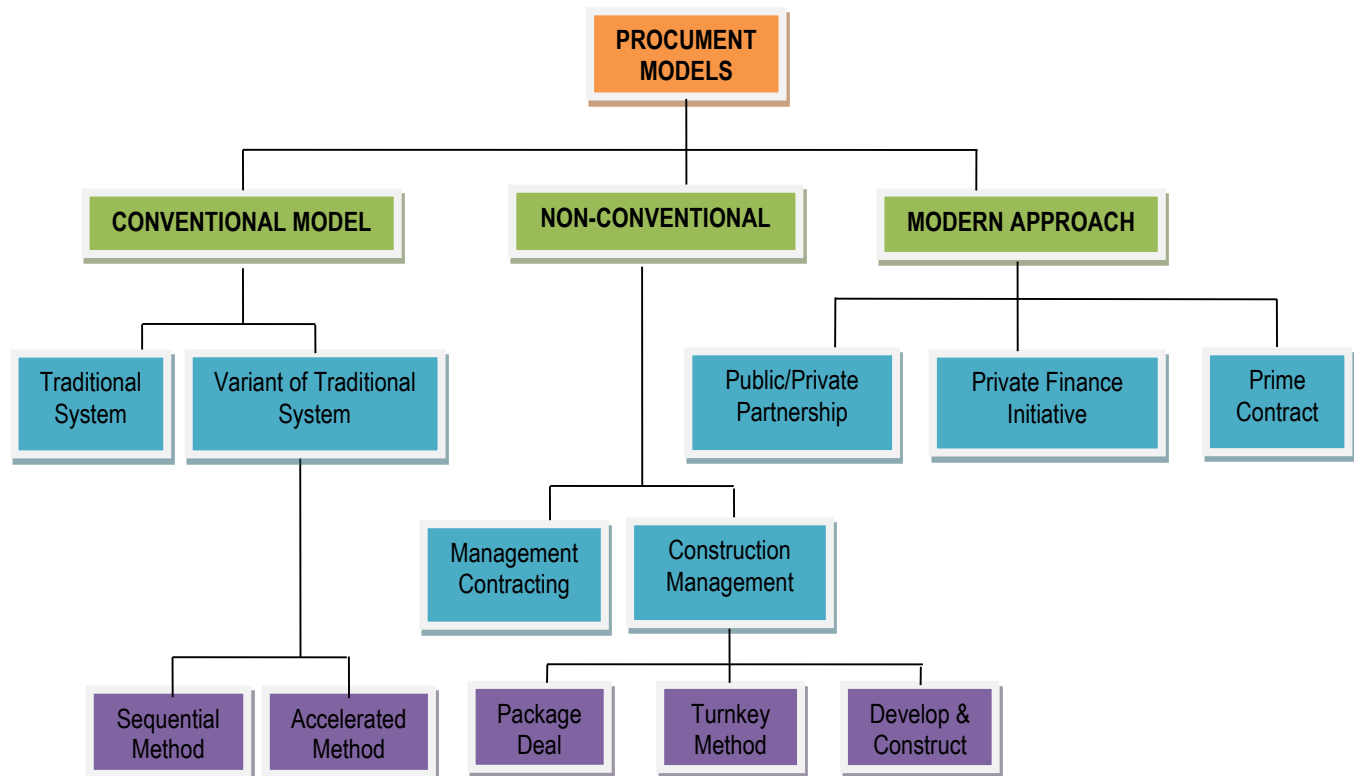 PROCUMENT
MODELS
CONVENTIONAL MODEL
NON-CONVENTIONAL
MODERN APPROACH
Traditional
System
Variant of Traditional
System
Public/Private
Partnership
Private Finance
Initiative
Prime
Contract
Management
Contracting
Construction
Management
Sequential
Method
Accelerated
Method
Package
Deal
Turnkey
Method
Develop &
Construct